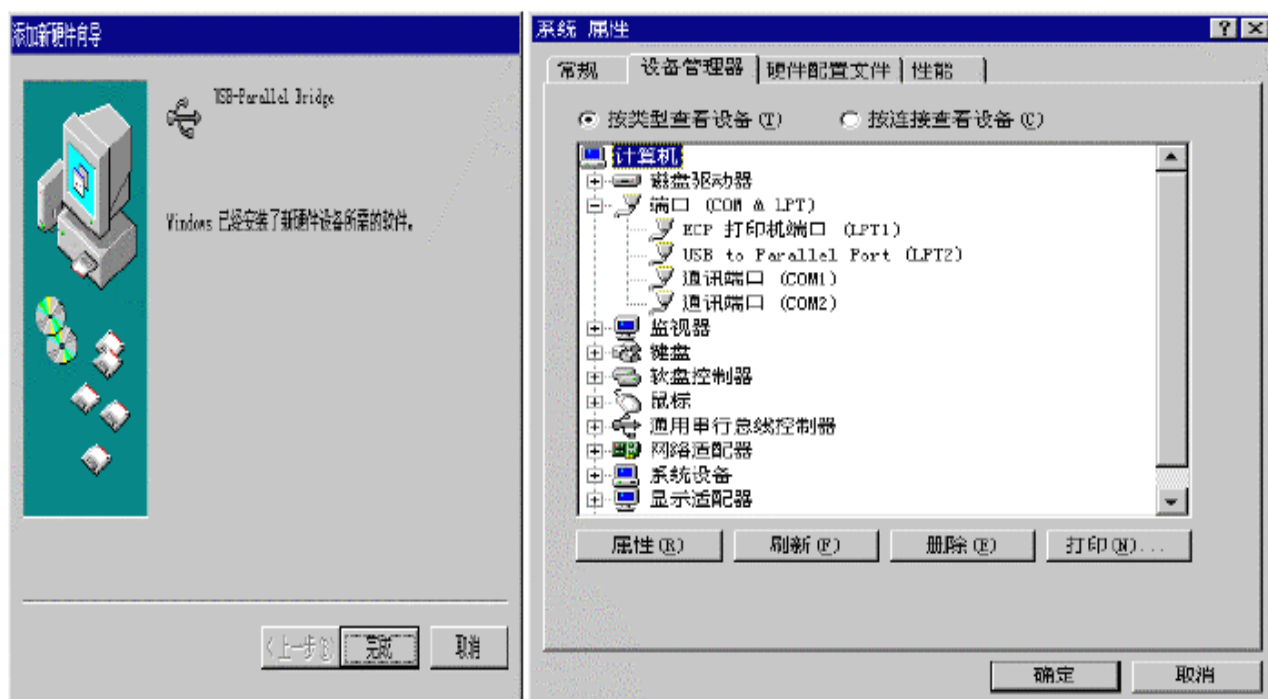 添加新硬件向导
USB-Parallel Bridge
Windows 已经安装了新硬件设备所需的软件。
<上一步(B)
完成
取消
系统 属性
常规
设备管理器
硬件配置文件
性能
按类型查看设备(T)
按连接查看设备(C)
计算机
磁盘驱动器
端口 (COM & LPT)
ECP 打印机端口 (LPT1)
USB to Parallel Port (LPT2)
通讯端口 (COM1)
通讯端口 (COM2)
监视器
键盘
软盘控制器
鼠标
通用串行总线控制器
网络适配器
系统设备
显示适配器
属性(R)
刷新(F)
删除(E)
打印(N)...
确定
取消